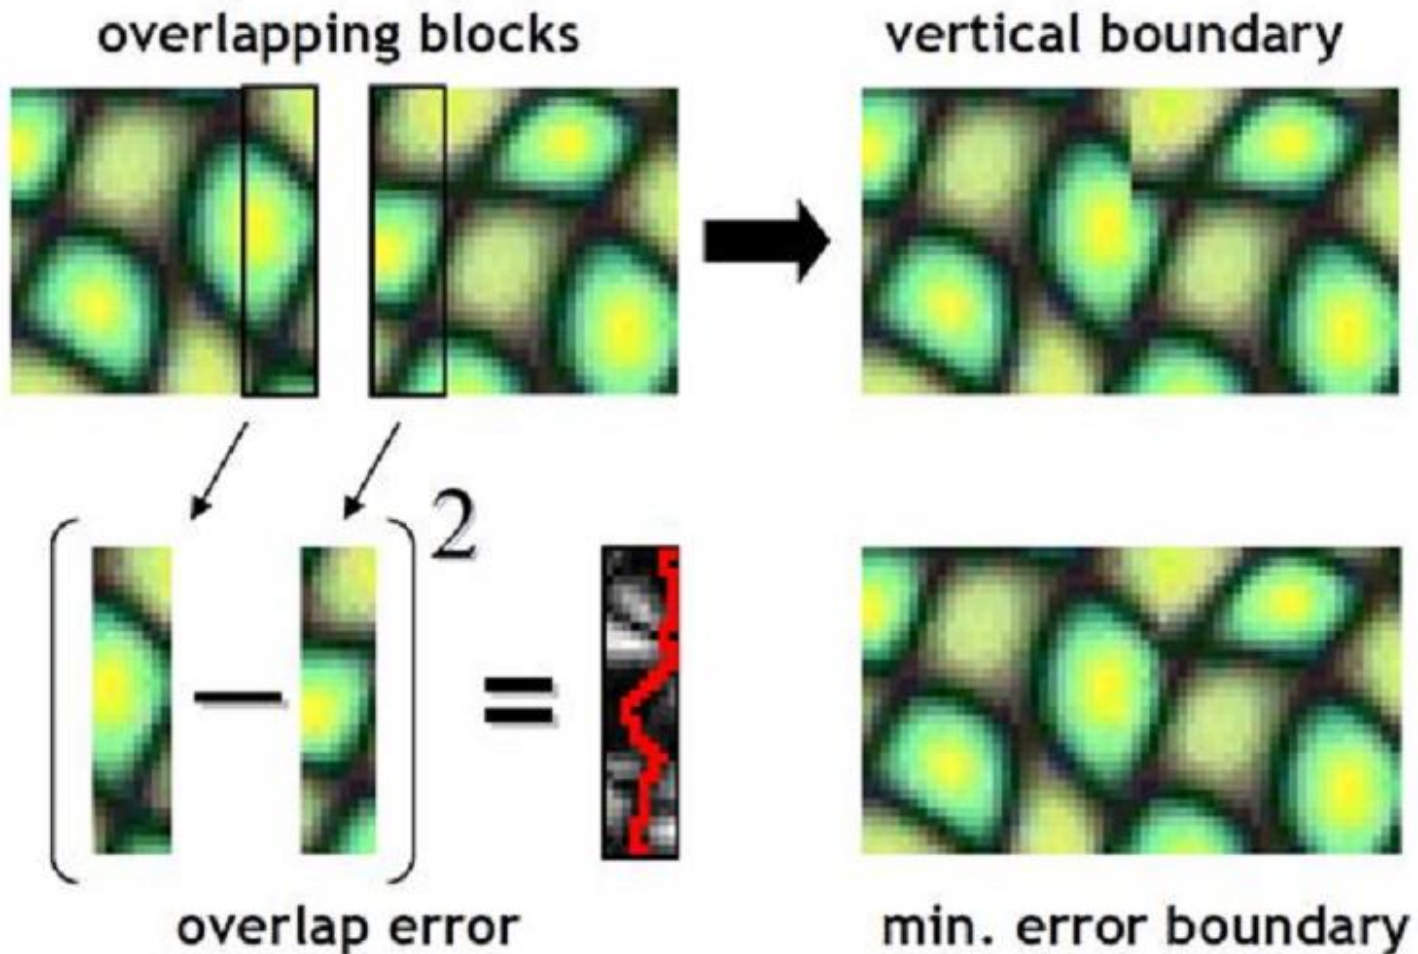 overlapping blocks
vertical boundary
2
overlap error
min. error boundary